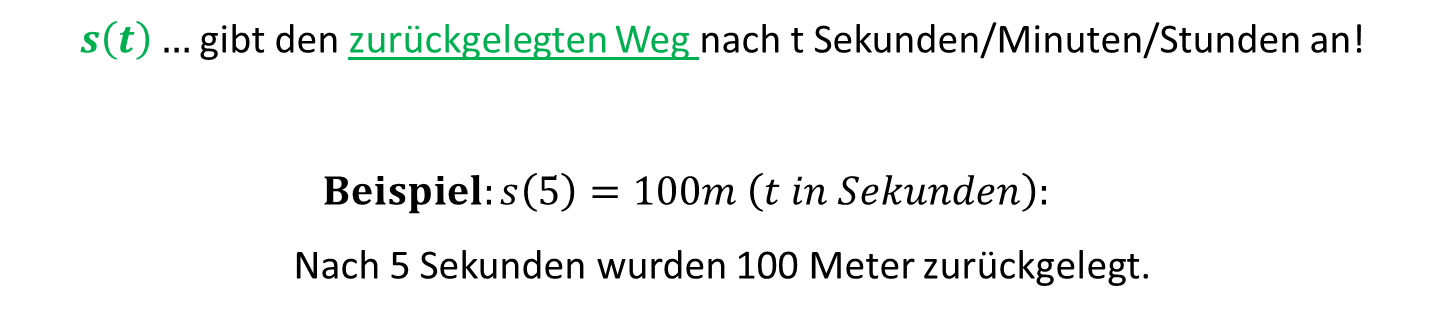 s(t) ... gibt den zurückgelegten Weg nach t Sekunden/Minuten/Stunden an!
Beispiel: s(5) = 100m (t in Sekunden):
Nach 5 Sekunden wurden 100 Meter zurückgelegt.